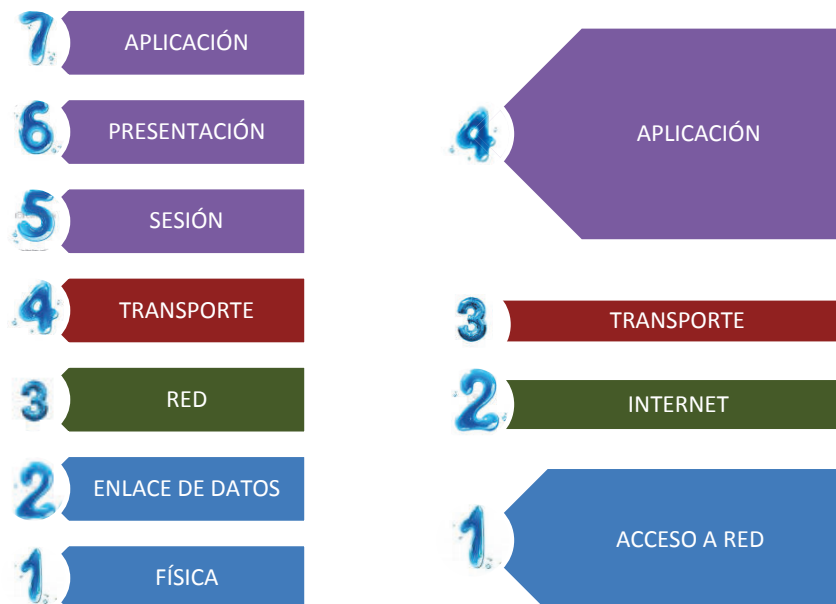 7 APLICACIÓN
6 PRESENTACIÓN
5 SESIÓN
4 TRANSPORTE
3 RED
2 ENLACE DE DATOS
1 FÍSICA
4 APLICACIÓN
3 TRANSPORTE
2 INTERNET
1 ACCESO A RED